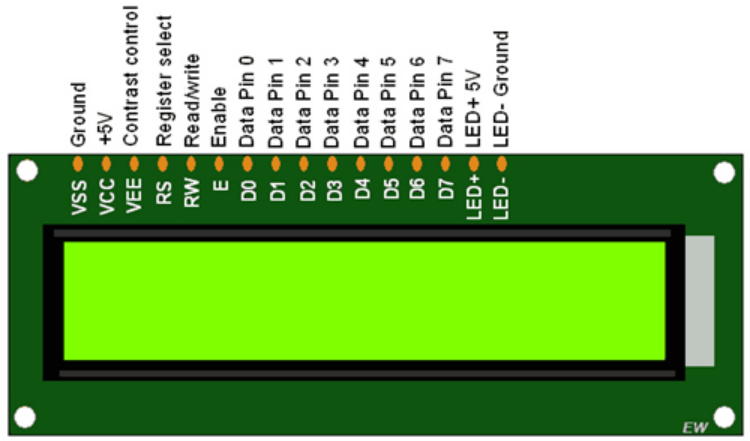 Ground
+5V
Contrast control
Register select
Read/write
Enable
Data Pin 0
Data Pin 1
Data Pin 2
Data Pin 3
Data Pin 4
Data Pin 5
Data Pin 6
Data Pin 7
LED+ 5V
LED- Ground
VSS
VCC
VEE
RS
RW
E
D0
D1
D2
D3
D4
D5
D6
D7
LED+
LED-
EW